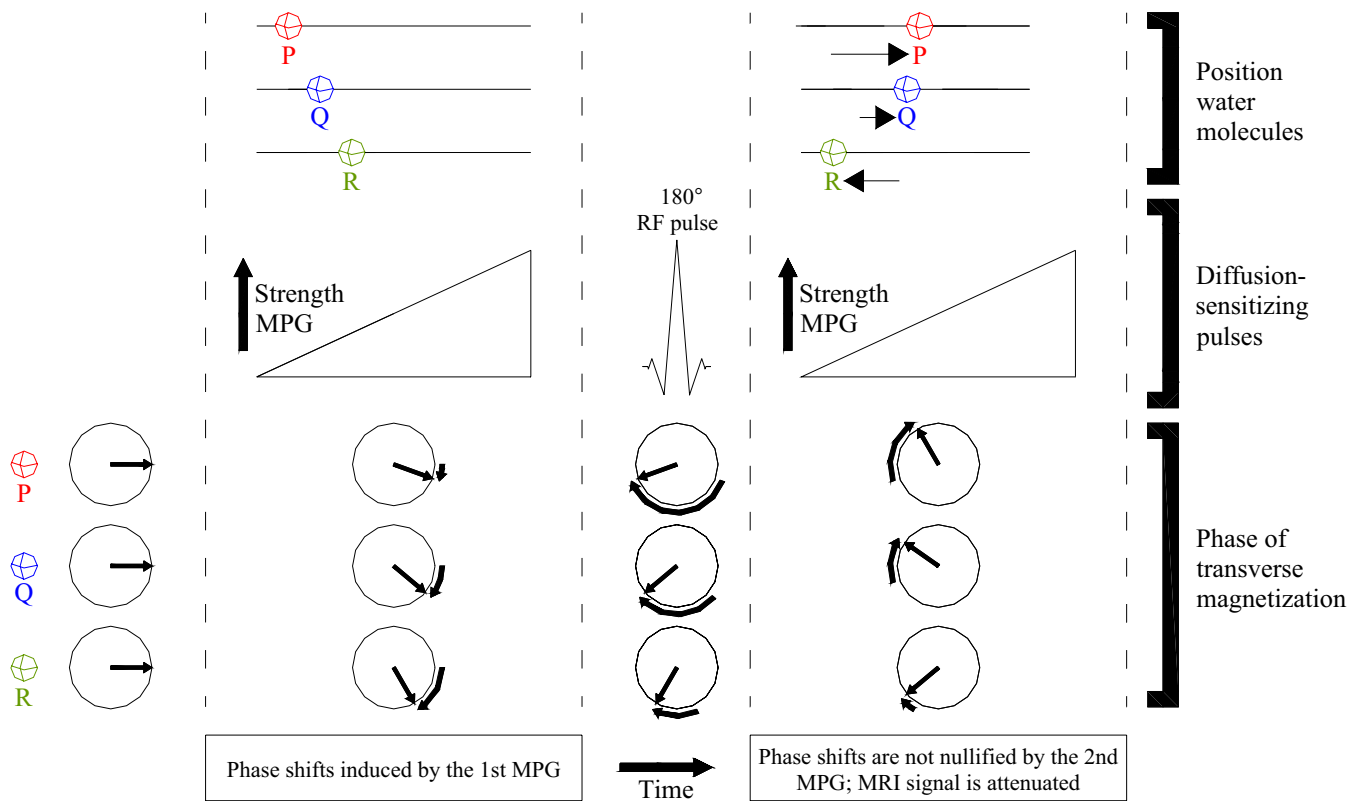 P
Q
R
P
Q
R
Position
water
molecules
180°
RF pulse
Strength
MPG
Strength
MPG
Diffusion-
sensitizing
pulses
P
Q
R
Phase of
transverse
magnetization
Phase shifts induced by the 1st MPG
Time
Phase shifts are not nullified by the 2nd
MPG; MRI signal is attenuated